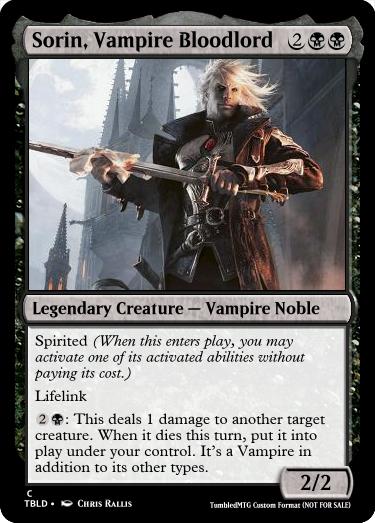 Sorin, Vampire Bloodlord 2
Legendary Creature — Vampire Noble
Spirited (When this enters play, you may
activate one of its activated abilities without
paying its cost.)
Lifelink
2 : This deals 1 damage to another target
creature. When it dies this turn, put it into
play under your control. It's a Vampire in
addition to its other types.
2/2
C
TBLD • Chris Rallis
TumbledMTG Custom Format (NOT FOR SALE)